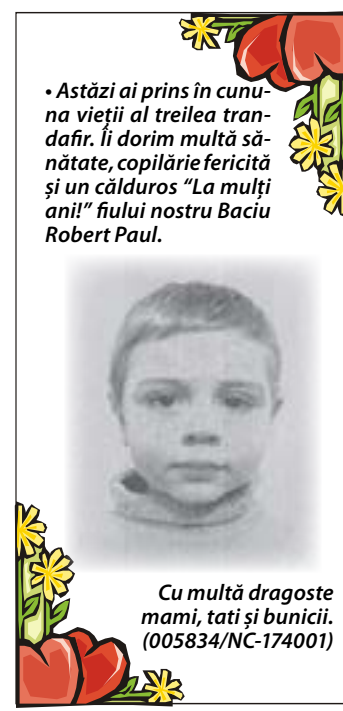 • Astăzi ai prins în cunu-
na vieții al treilea tran-
dafir. Îi dorim multă să-
nătate, copilărie fericită
și un călduros “La mulți
ani!” fiului nostru Baciu
Robert Paul.
Cu multă dragoste
mami, tati și bunicii.
(005834/NC-174001)